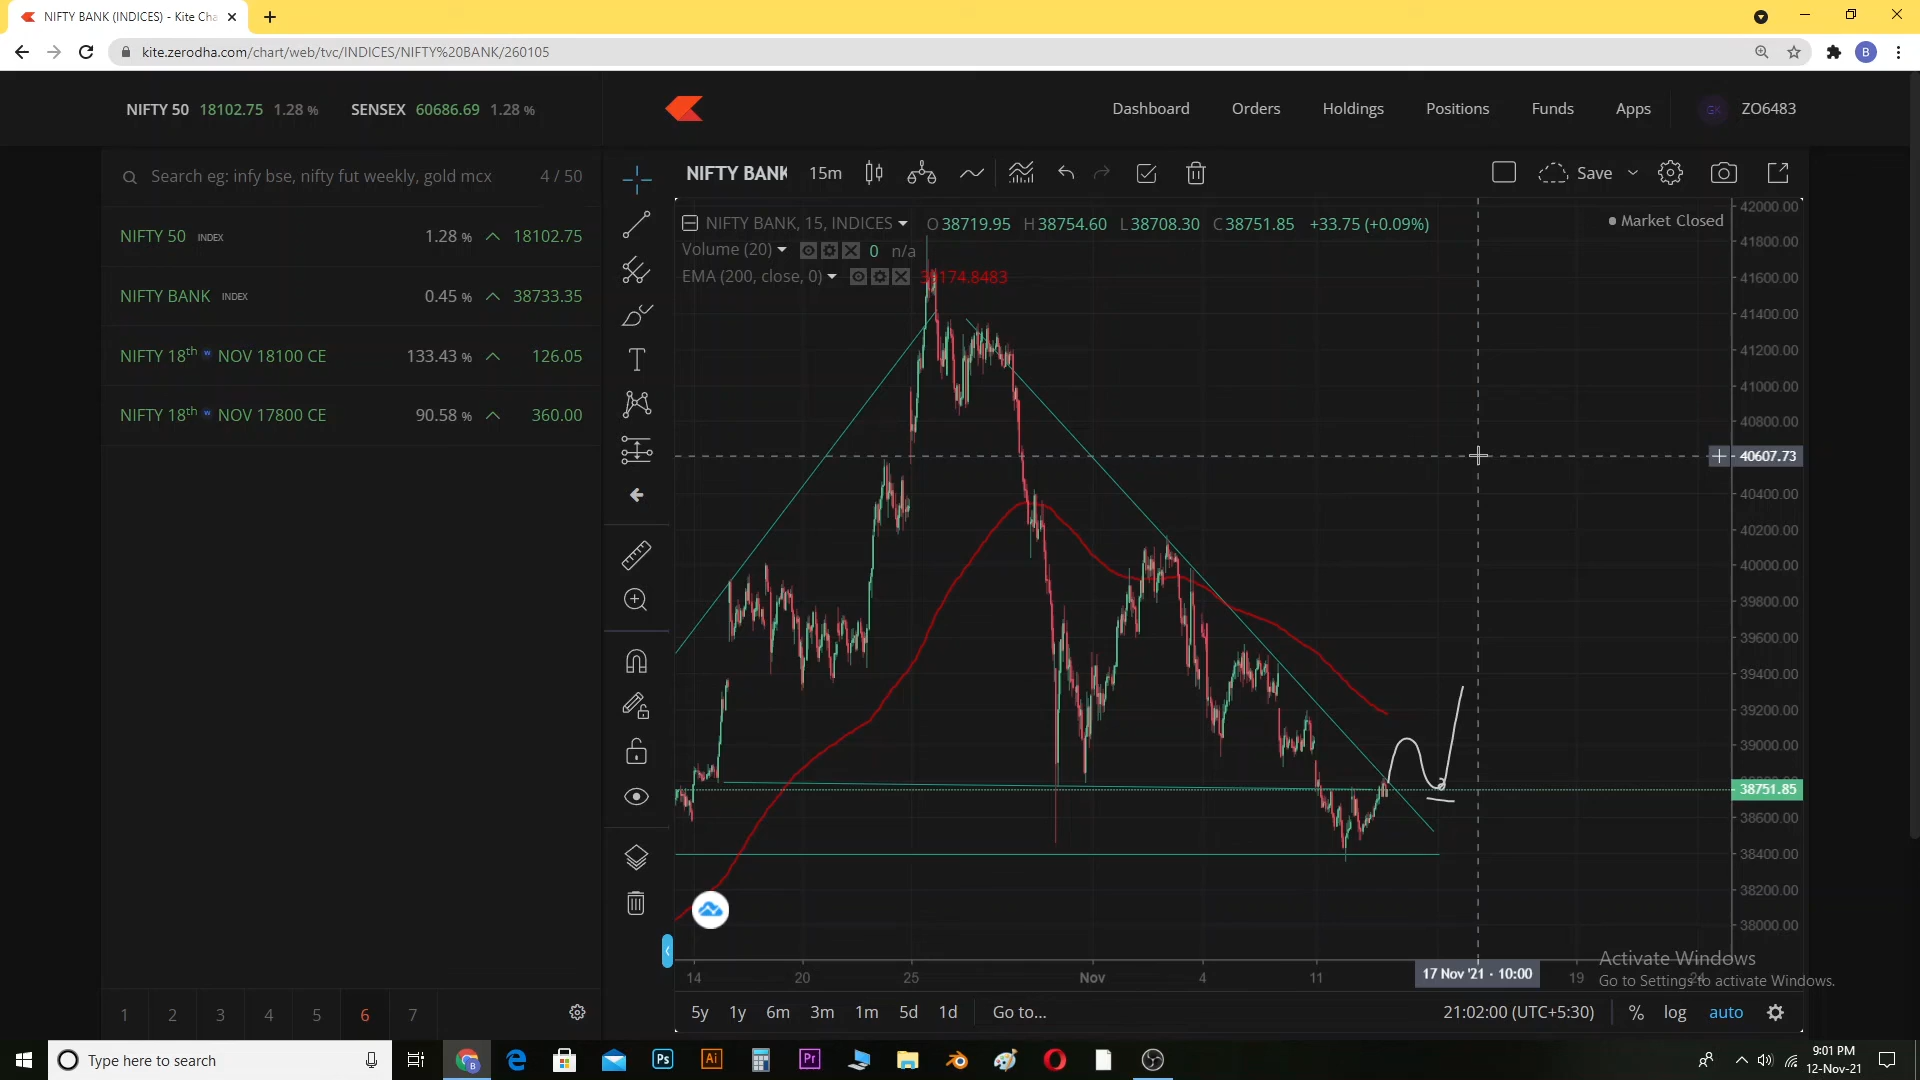 NIFTY BANK (INDICES) - Kite Cha
kite.zerodha.com/chart/web/tvc/INDICES/NIFTY%20BANK/260105
B
NIFTY 50 18102.75 1.28 % SENSEX 60686.69 1.28 %
Dashboard Orders Holdings Positions Funds Apps GK ZO6483
Search eg: infy bse, nifty fut weekly, gold mcx 4 / 50
NIFTY BANK 15m Save
NIFTY 50 INDEX 1.28 % 18102.75
NIFTY BANK INDEX 0.45 % 38733.35
NIFTY 18th w NOV 18100 CE 133.43 % 126.05
NIFTY 18th w NOV 17800 CE 90.58 % 360.00
NIFTY BANK, 15, INDICES O38719.95 H38754.60 L38708.30 C38751.85 +33.75 (+0.09%)
Market Closed
Volume (20) 0 n/a
EMA (200, close, 0)
42000.00
41800.00
41600.00
41400.00
41200.00
41000.00
40800.00
40607.73
40400.00
40200.00
40000.00
39800.00
39600.00
39400.00
39200.00
39000.00
38751.85
38600.00
38400.00
38200.00
38000.00
14 20 25 Nov 4 11 17 Nov '21 - 10:00 19 24
Activate Windows
Go to Settings to activate Windows.
1 2 3 4 5 6 7
5y 1y 6m 3m 1m 5d 1d Go to... 21:02:00 (UTC+5:30) % log auto
Type here to search
Ps Ai Pr
9:01 PM
12-Nov-21